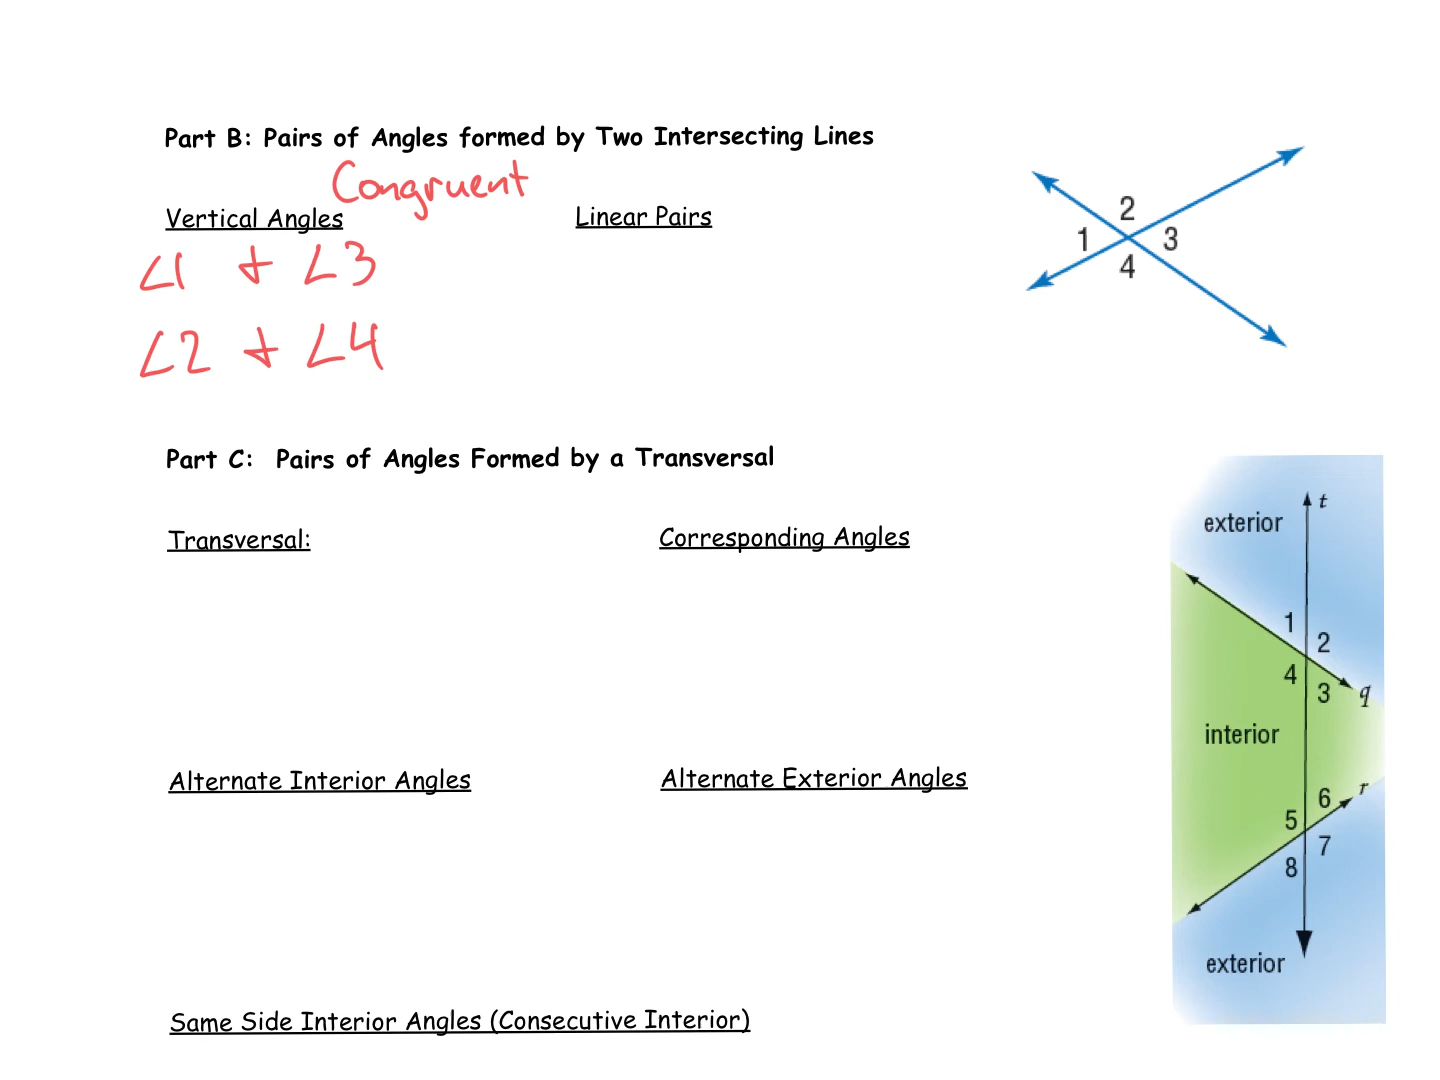 Part B: Pairs of Angles formed by Two Intersecting Lines
Congruent
Vertical Angles
Linear Pairs
∠1 + ∠3
∠2 + ∠4
2
1
3
4
Part C: Pairs of Angles Formed by a Transversal
Transversal:
Corresponding Angles
Alternate Interior Angles
Alternate Exterior Angles
Same Side Interior Angles (Consecutive Interior)
t
exterior
1
2
4
3
q
interior
6
r
5
7
8
exterior